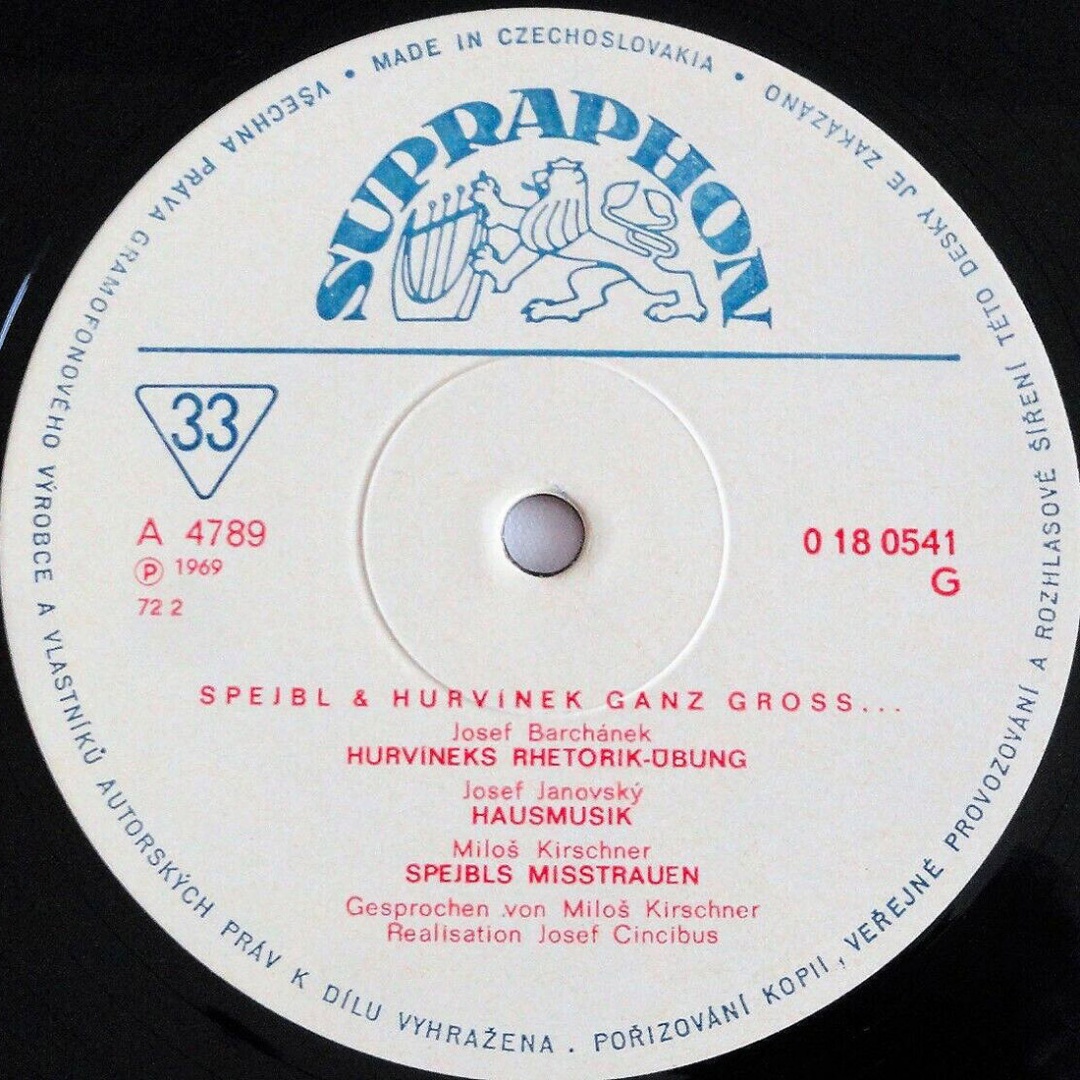 • MADE IN CZECHOSLOVAKIA •
VŠECHNA PRÁVA GRAMOFONOVÉHO VÝROBCE A VLASTNÍKŮ AUTORSKÝCH PRÁV K DÍLU VYHRAŽENA . POŘIZOVÁNÍ KOPII, VEŘEJNÉ PROVOZOVÁNÍ A ROZHLASOVÉ ŠÍŘENÍ TÉTO DESKY JE ZAKÁZÁNO
SUPRAPHON
33
A 4789
Ⓟ 1969
72 2
0 18 0541
G
SPEJBL & HURVÍNEK GANZ GROSS...
Josef Barchánek
HURVÍNEKS RHETORIK-ÜBUNG
Josef Janovský
HAUSMUSIK
Miloš Kirschner
SPEJBLS MISSTRAUEN
Gesprochen von Miloš Kirschner
Realisation Josef Cincibus